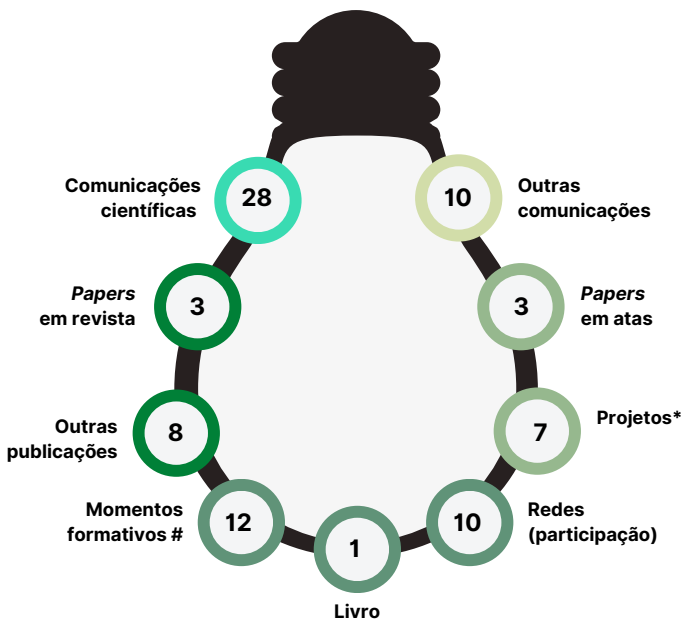 Comunicações
científicas
28
10
Outras
comunicações
Papers
em revista
3
3
Papers
em atas
Outras
publicações
8
7
Projetos*
Momentos
formativos #
12
1
10
Redes
(participação)
Livro